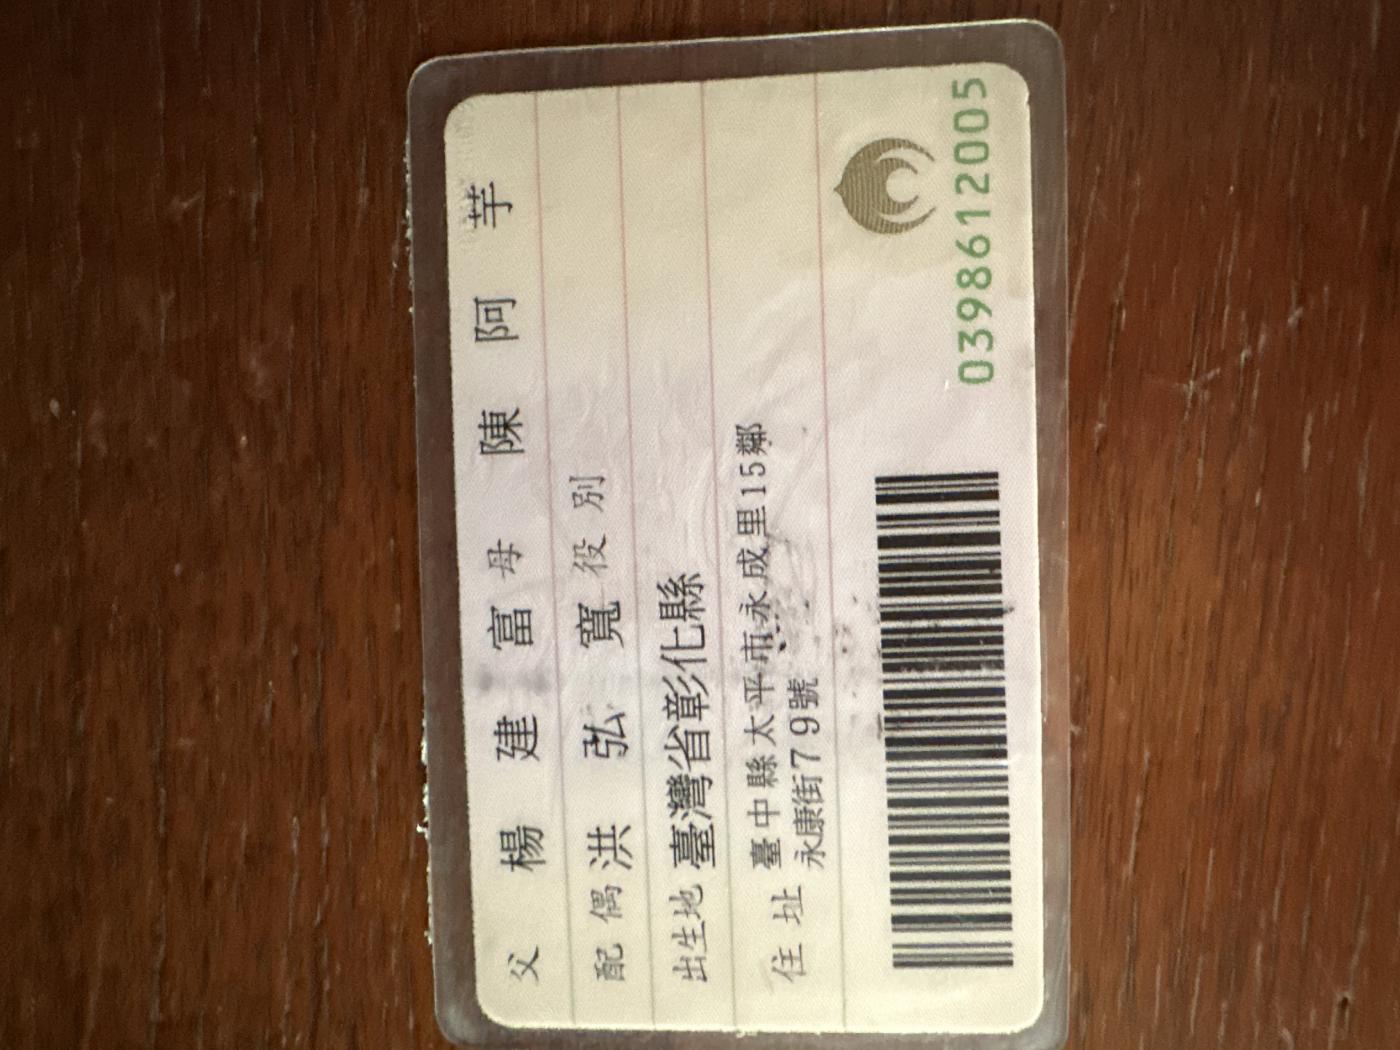 父 楊建富 母 陳阿芋
配偶 洪弘寬 役別
出生地 臺灣省彰化縣
住址 臺中縣太平市永成里15鄰
永康街79號
0398612005